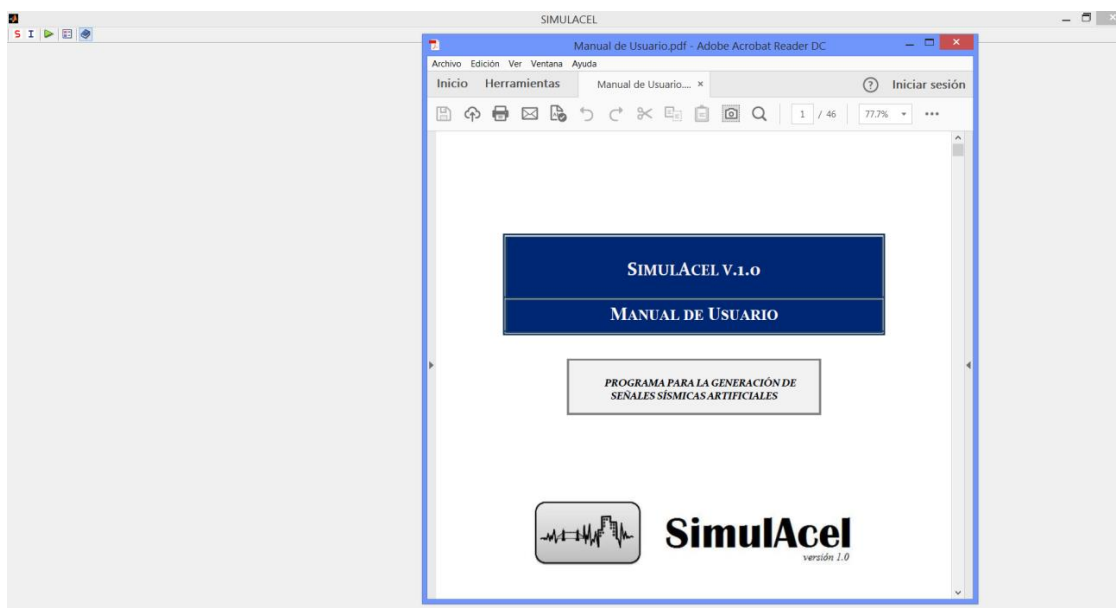 SIMULACEL
S I
Manual de Usuario.pdf - Adobe Acrobat Reader DC
Archivo Edición Ver Ventana Ayuda
Inicio Herramientas Manual de Usuario.... × ? Iniciar sesión
1 / 46 77.7%
SIMULACEL V.1.0
MANUAL DE USUARIO
PROGRAMA PARA LA GENERACIÓN DE
SEÑALES SÍSMICAS ARTIFICIALES
SimulAcel
versión 1.0